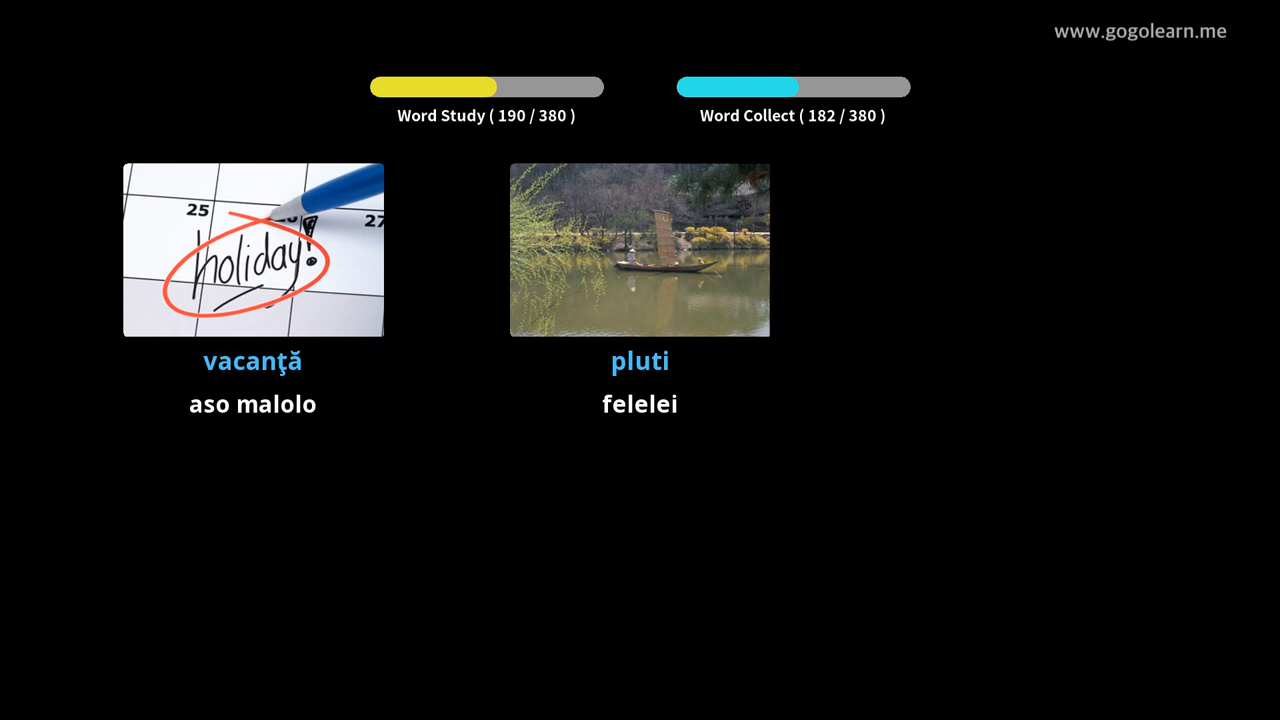 www.gogolearn.me
Word Study ( 190 / 380 )
Word Collect ( 182 / 380 )
25
27
holiday!
vacanţă
pluti
aso malolo
felelei